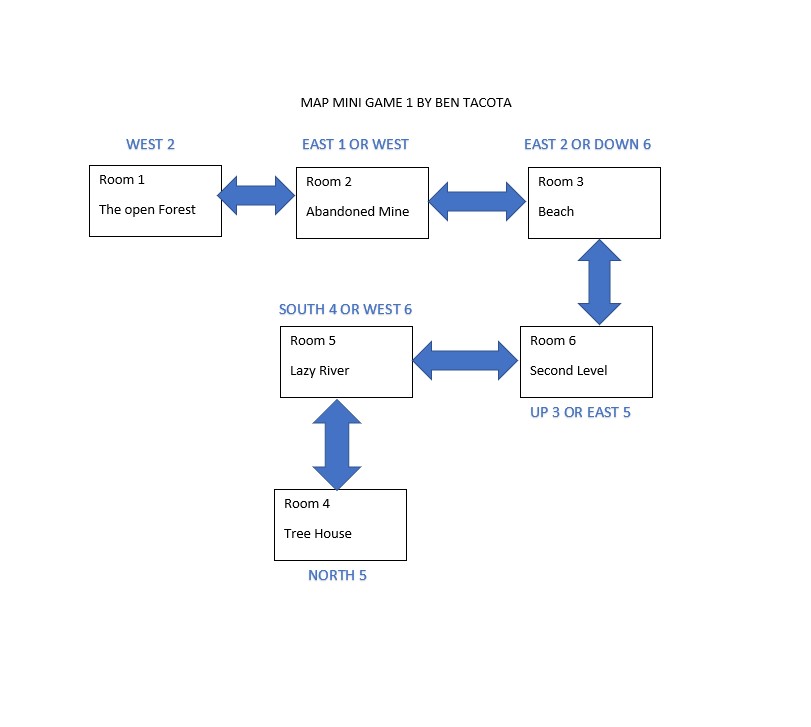 MAP MINI GAME 1 BY BEN TACOTA
WEST 2
EAST 1 OR WEST
EAST 2 OR DOWN 6
Room 1
The open Forest
Room 2
Abandoned Mine
Room 3
Beach
SOUTH 4 OR WEST 6
Room 5
Lazy River
Room 6
Second Level
UP 3 OR EAST 5
Room 4
Tree House
NORTH 5